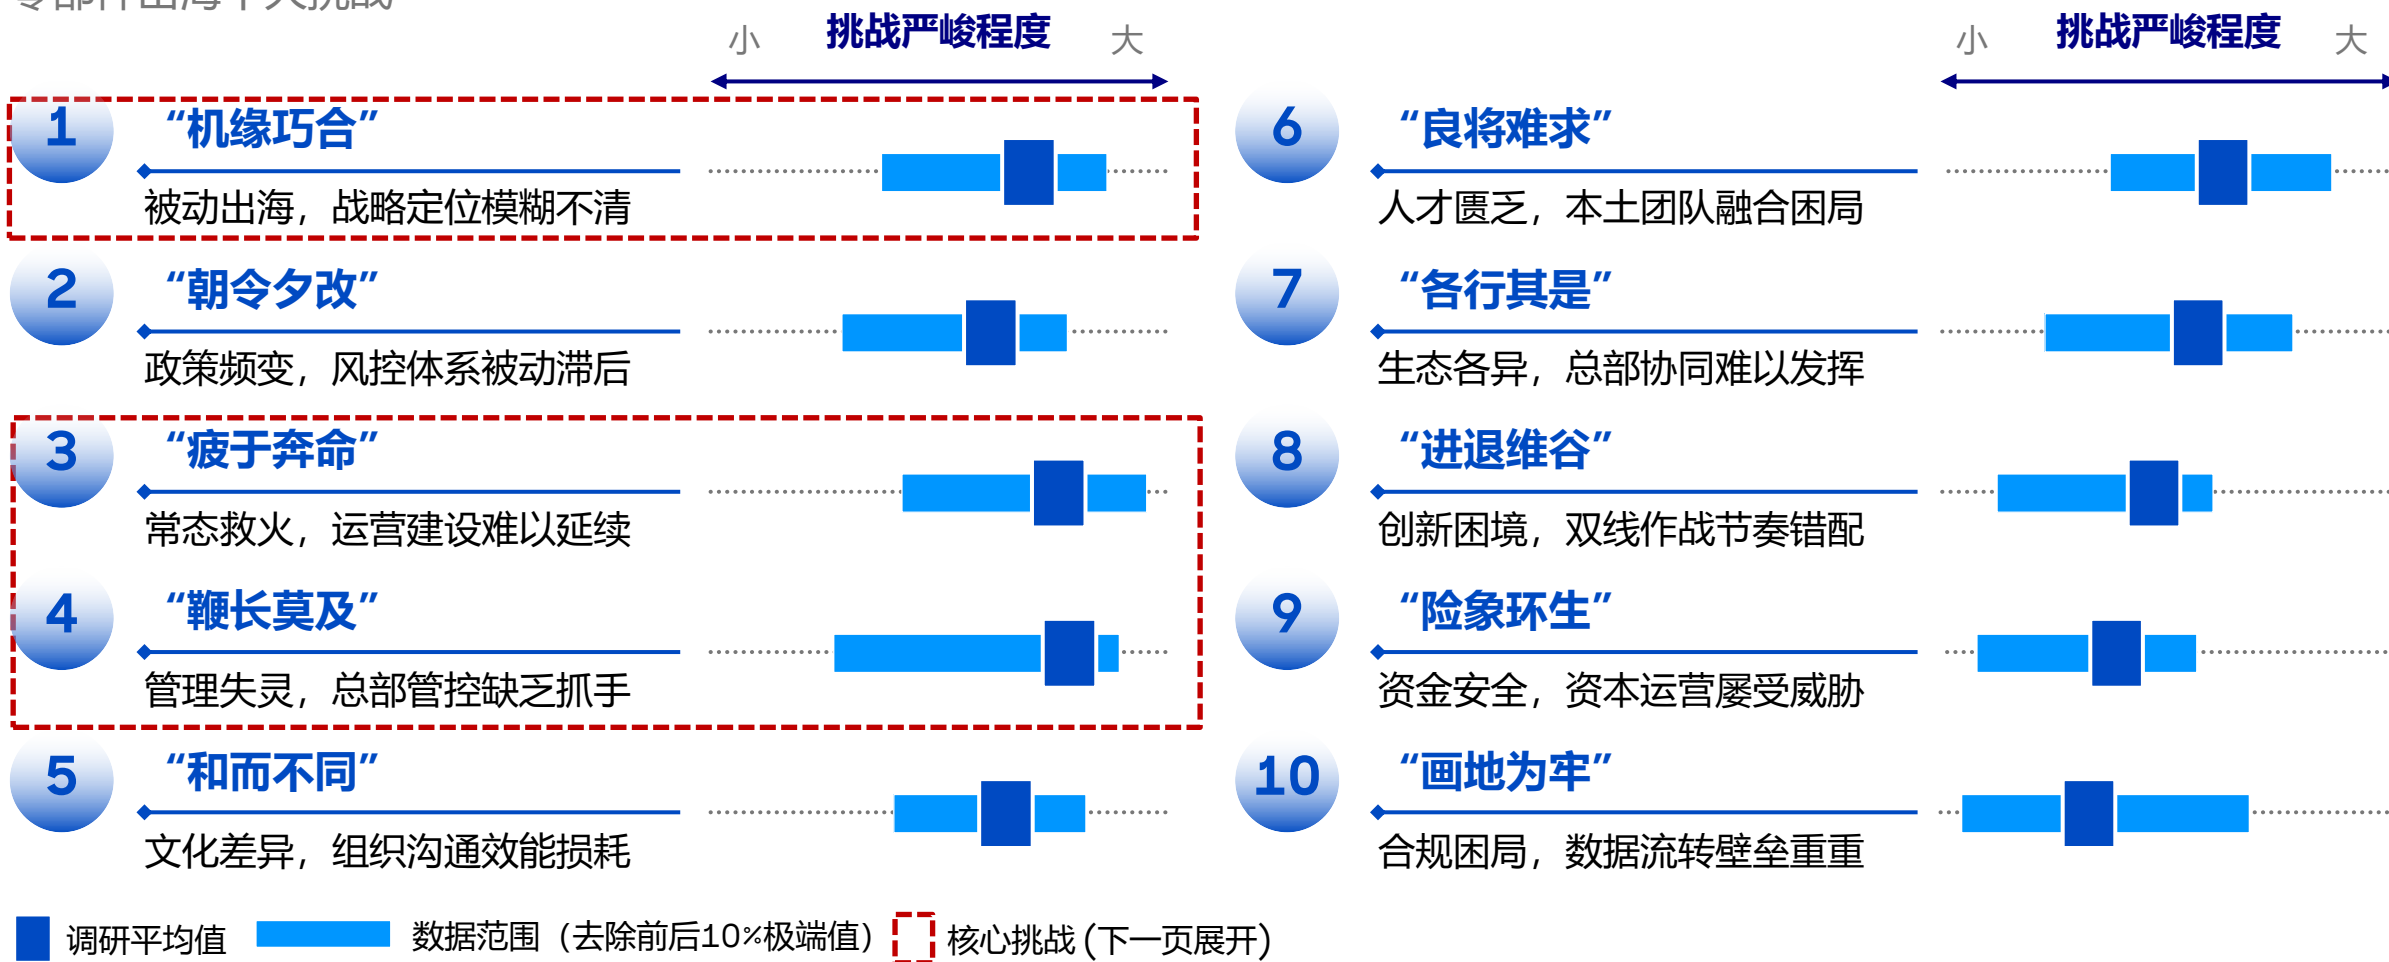 零部件出海十大挑战
小 挑战严峻程度 大
1 “机缘巧合”
被动出海，战略定位模糊不清
2 “朝令夕改”
政策频变，风控体系被动滞后
3 “疲于奔命”
常态救火，运营建设难以延续
4 “鞭长莫及”
管理失灵，总部管控缺乏抓手
5 “和而不同”
文化差异，组织沟通效能损耗
小 挑战严峻程度 大
6 “良将难求”
人才匮乏，本土团队融合困局
7 “各行其是”
生态各异，总部协同难以发挥
8 “进退维谷”
创新困境，双线作战节奏错配
9 “险象环生”
资金安全，资本运营屡受威胁
10 “画地为牢”
合规困局，数据流转壁垒重重
调研平均值 数据范围（去除前后10%极端值） 核心挑战（下一页展开）